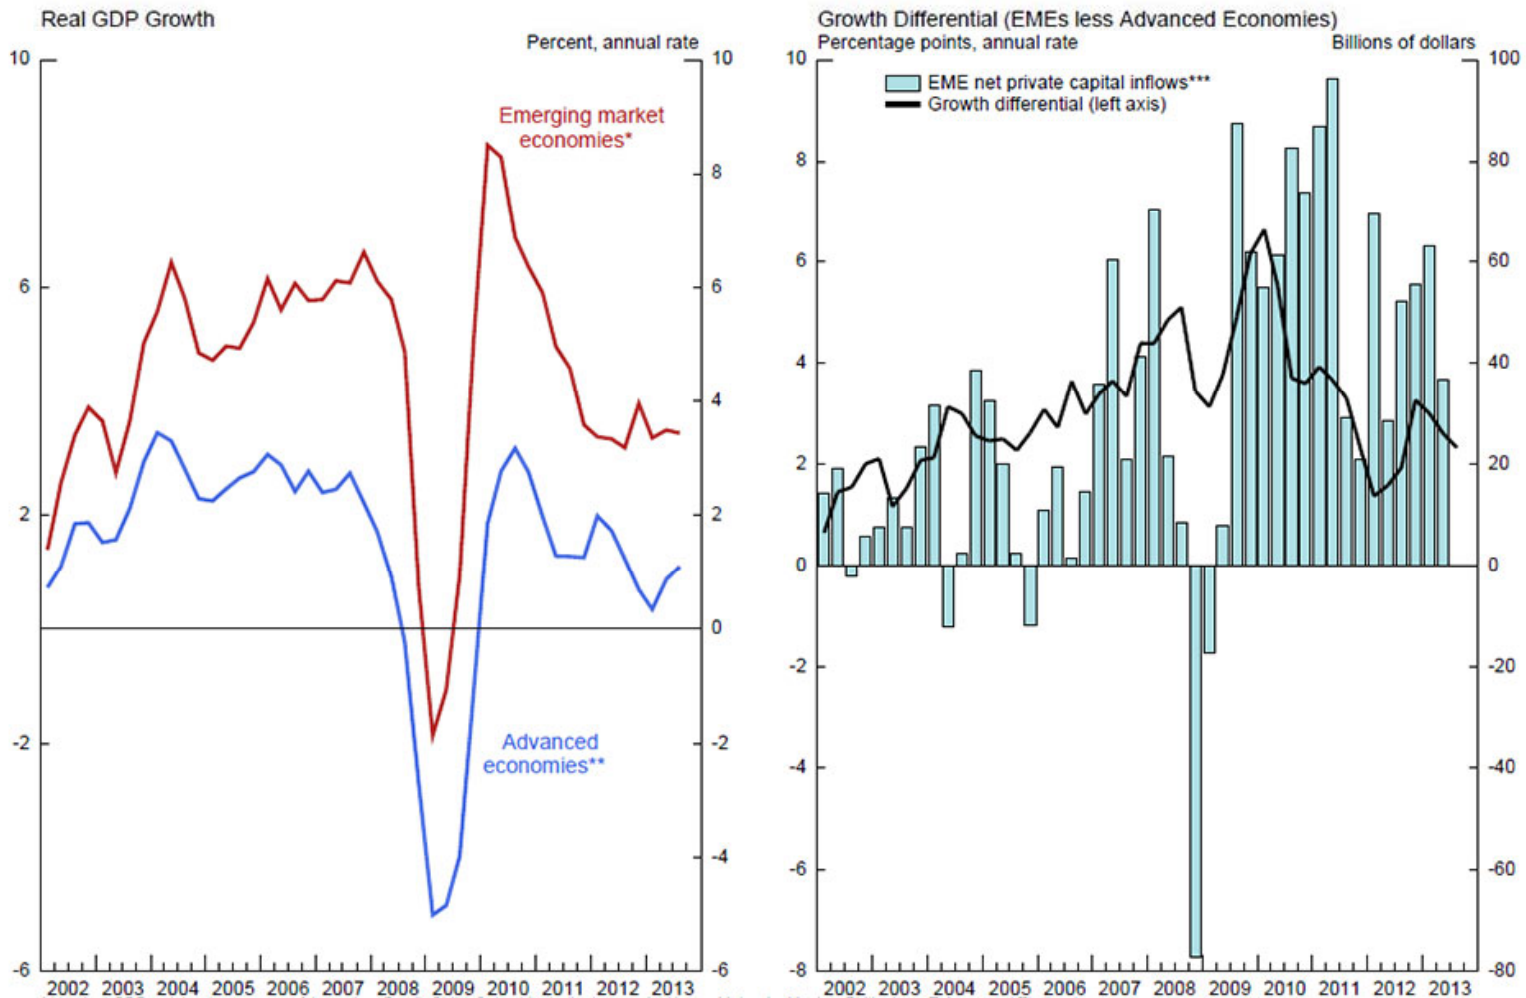 Real GDP Growth
Percent, annual rate
10
6
2
-2
-6
10
8
6
4
2
0
-2
-4
-6
Emerging market
economies*
Advanced
economies**
2002 2003 2004 2005 2006 2007 2008 2009 2010 2011 2012 2013
Growth Differential (EMEs less Advanced Economies)
Percentage points, annual rate
Billions of dollars
EME net private capital inflows***
Growth differential (left axis)
10
8
6
4
2
0
-2
-4
-6
-8
100
80
60
40
20
0
-20
-40
-60
-80
2002 2003 2004 2005 2006 2007 2008 2009 2010 2011 2012 2013